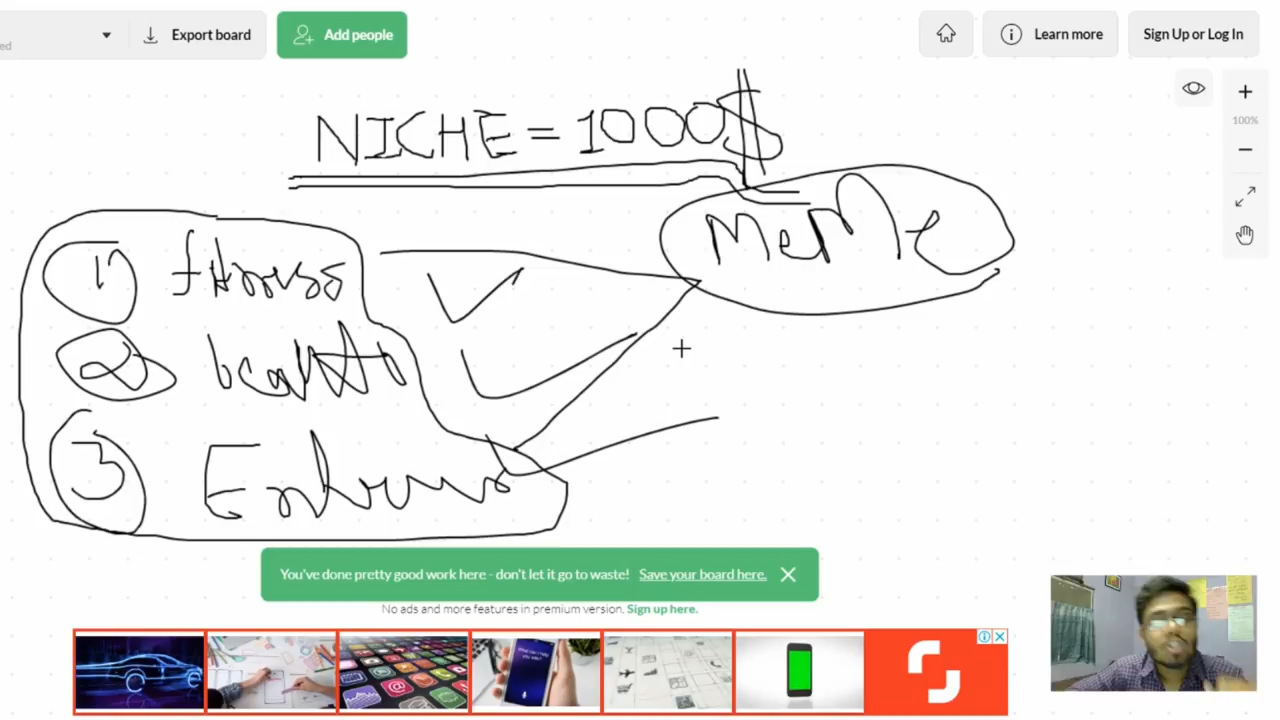 ed
Export board
Add people
Learn more
Sign Up or Log In
100%
NICHE = 1000$
MeMe
1 fitness
2 health
3
You've done pretty good work here - don't let it go to waste! Save your board here.
No ads and more features in premium version. Sign up here.